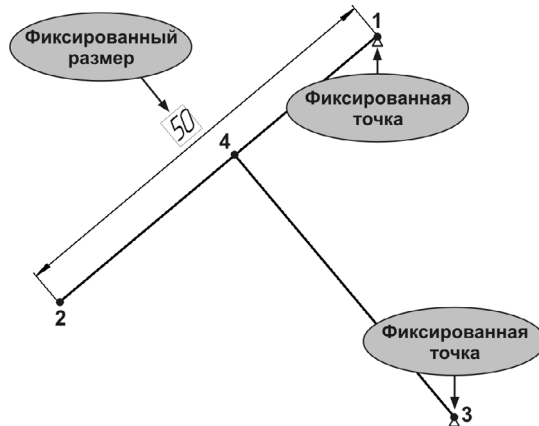 Фиксированный
размер
1
50
Фиксированная
точка
4
2
Фиксированная
точка
3